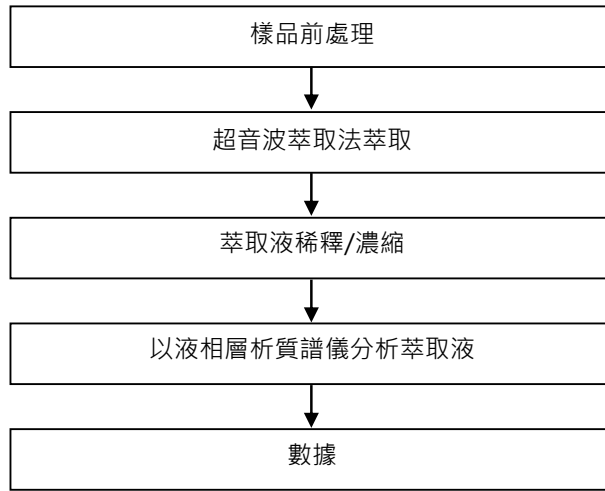 樣品前處理
超音波萃取法萃取
萃取液稀釋/濃縮
以液相層析質譜儀分析萃取液
數據